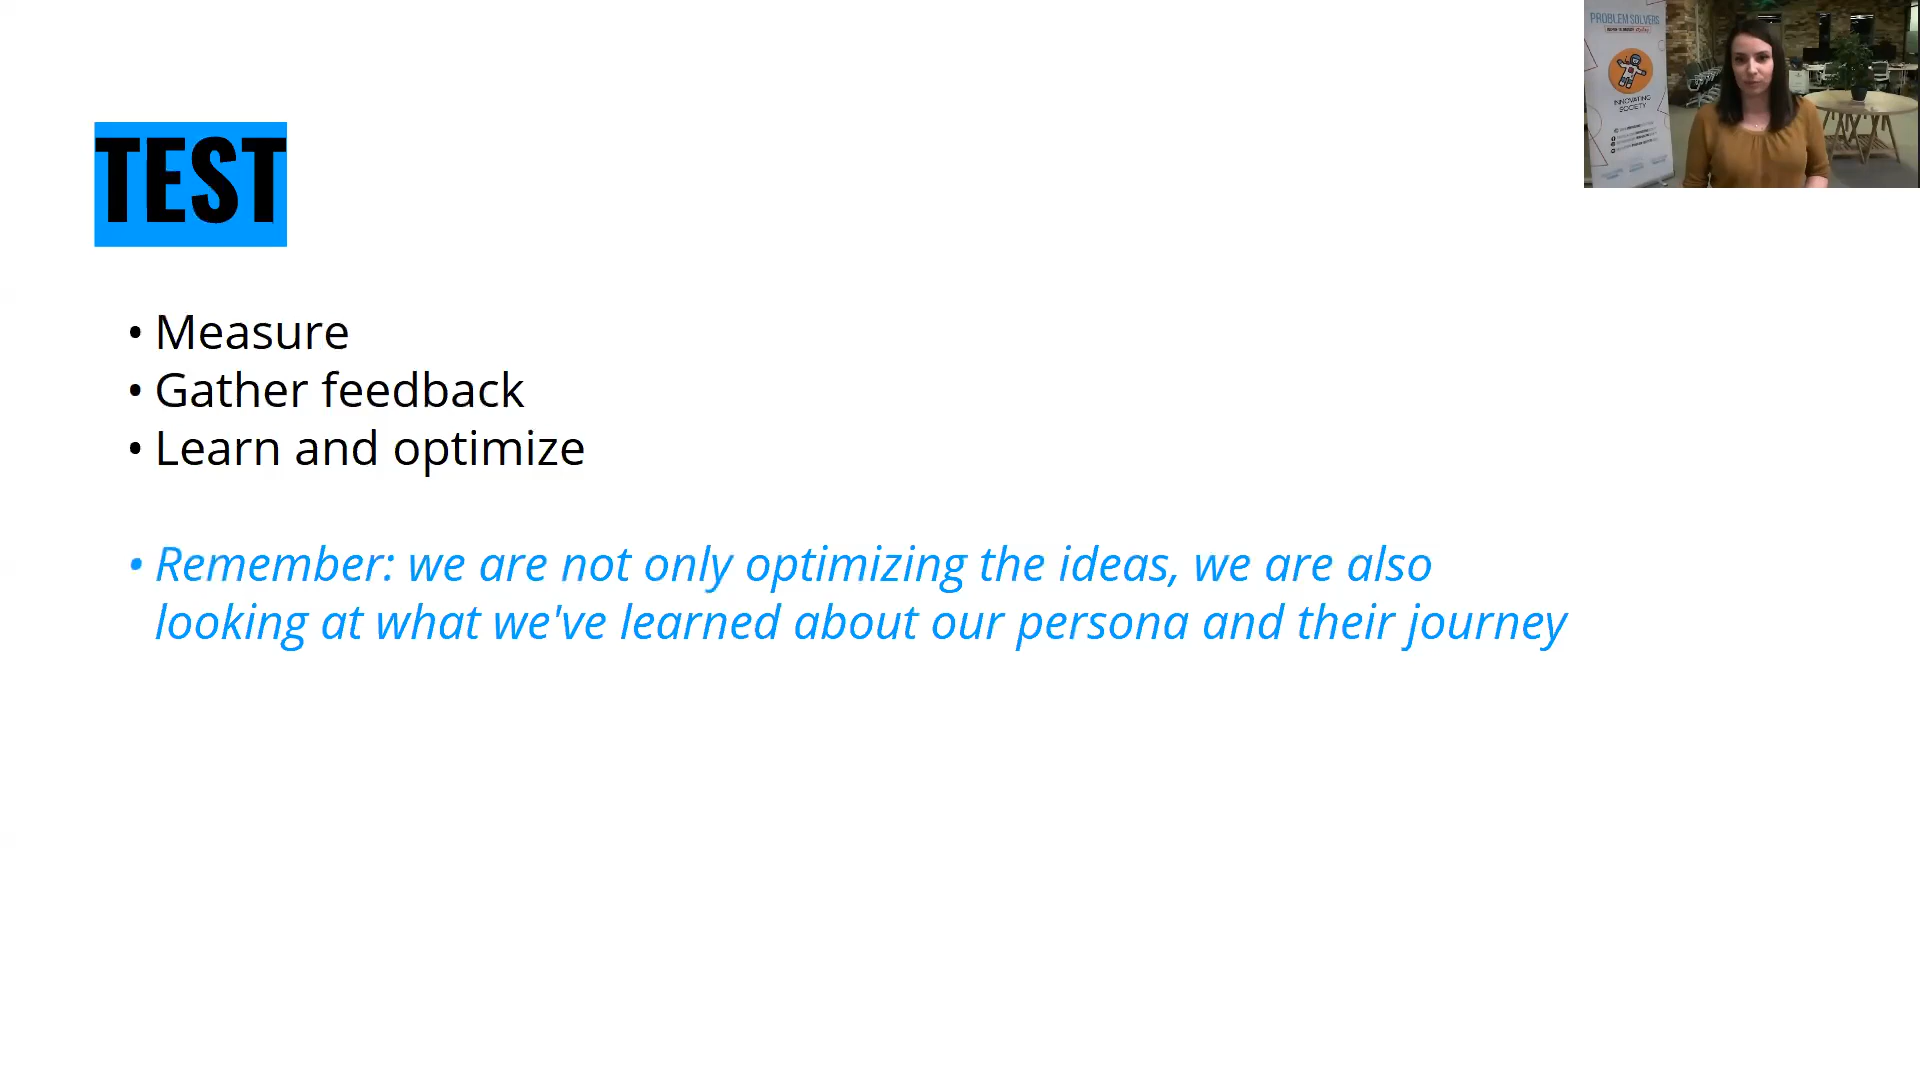 PROBLEM SOLVERS
INNOVATING
SOCIETY
TEST
• Measure
• Gather feedback
• Learn and optimize
• Remember: we are not only optimizing the ideas, we are also
looking at what we've learned about our persona and their journey